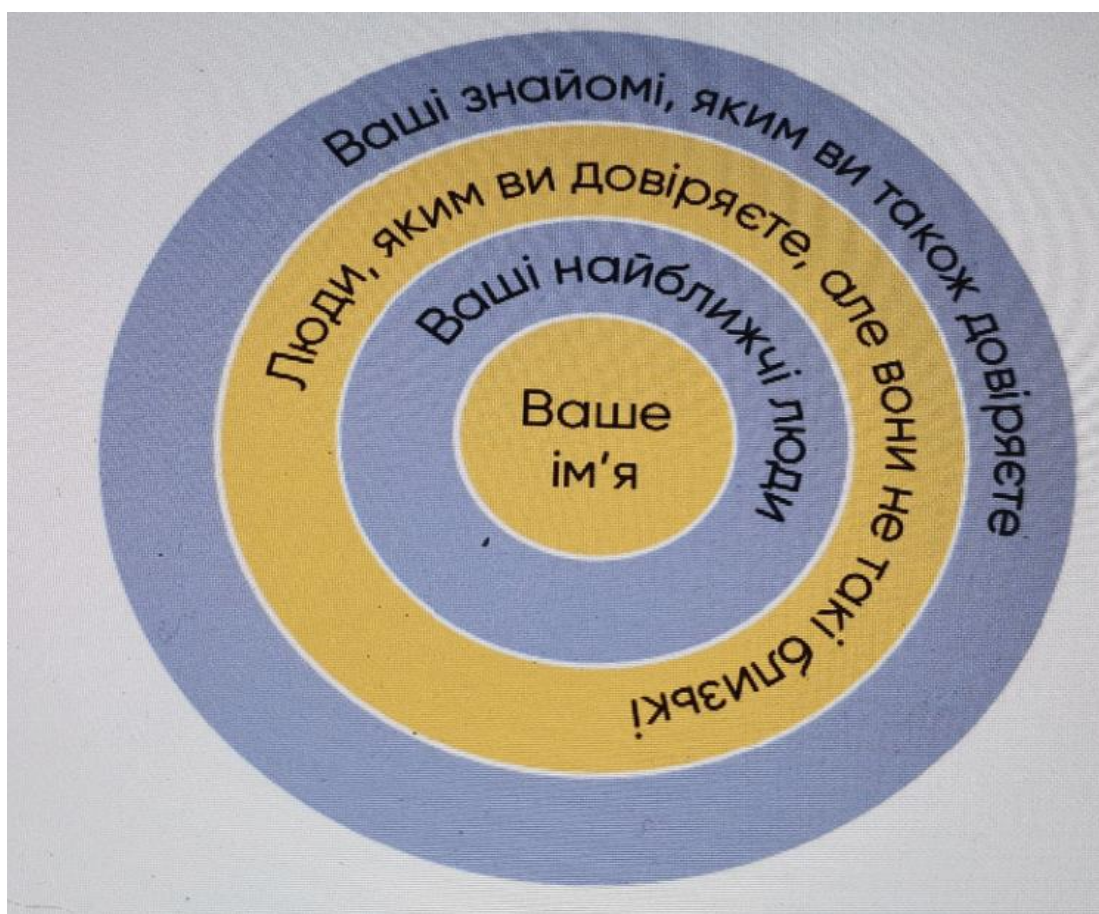 Ваші знайомі, яким ви також довіряєте
Люди, яким ви довіряєте, але вони не такі близькі
Ваші найближчі люди
Ваше
ім'я